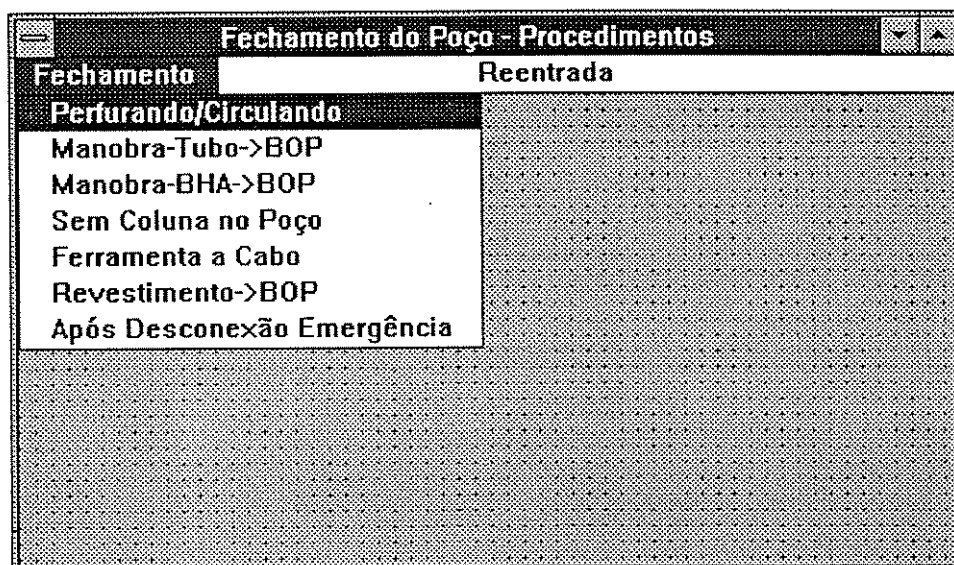 Fechamento do Poço - Procedimentos
Fechamento Reentrada
Perfurando/Circulando
Manobra-Tubo->BOP
Manobra-BHA->BOP
Sem Coluna no Poço
Ferramenta a Cabo
Revestimento->BOP
Após Desconexão Emergência